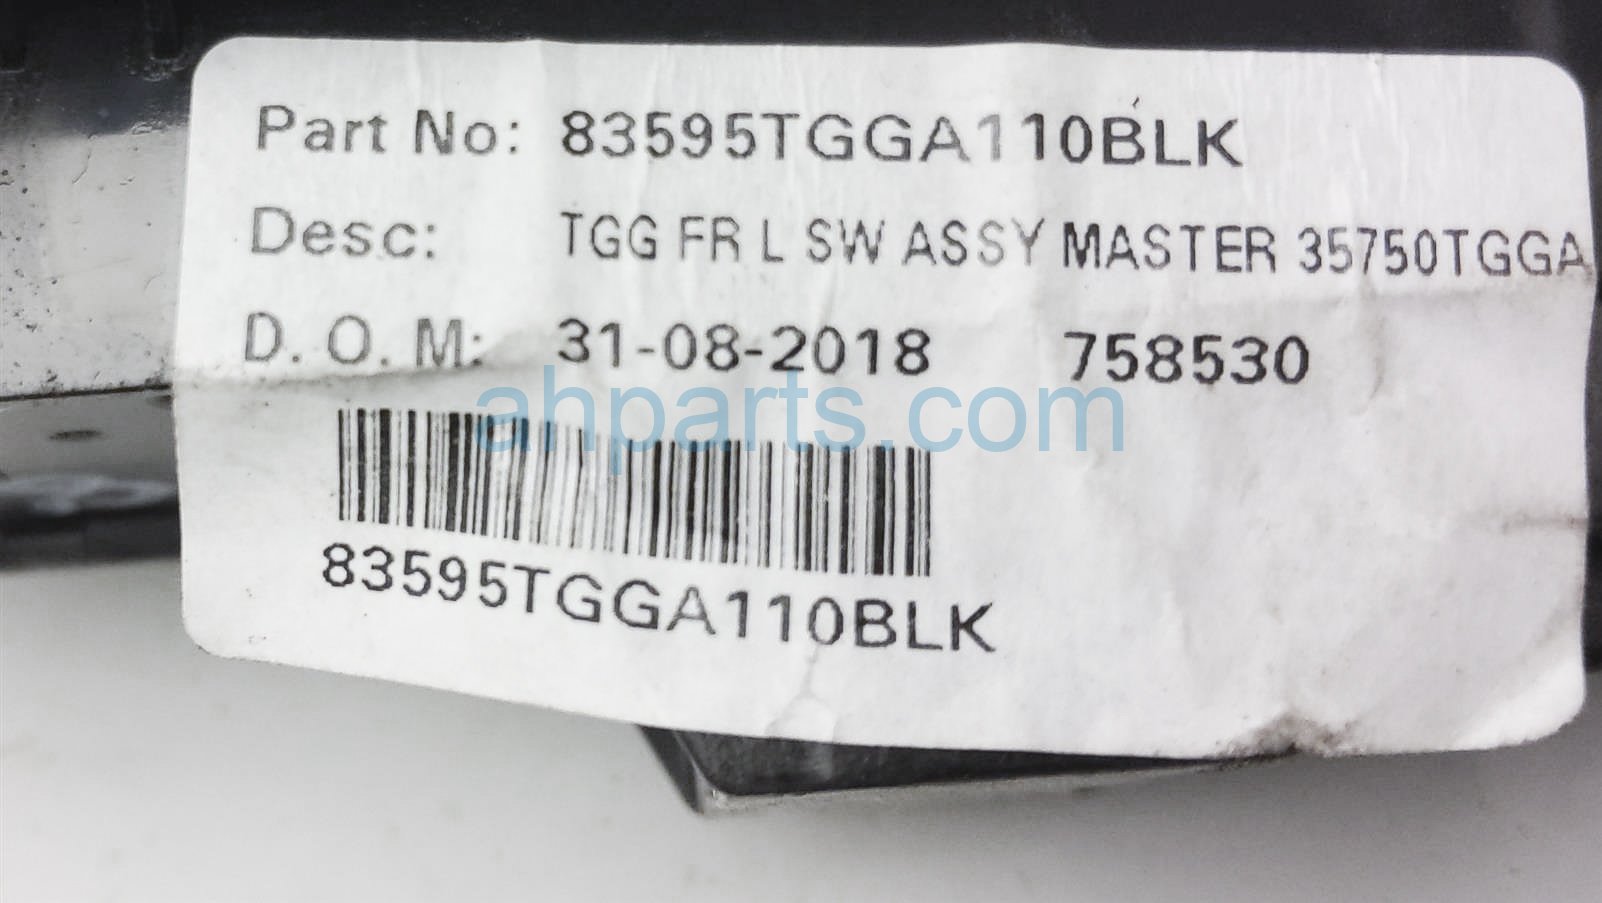 Part No: 83595TGGA110BLK
Desc: TGG FR L SW ASSY MASTER 35750TGGA
D. O. M: 31-08-2018 758530
ahparts.com
83595TGGA110BLK